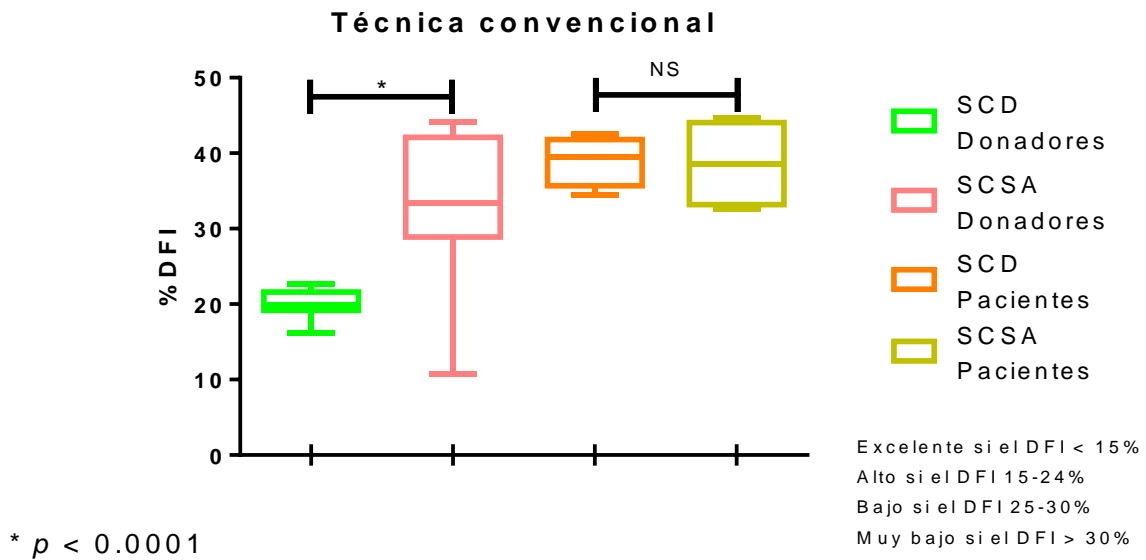 Técnica convencional
*
NS
50
40
30
20
10
0
%DFI
SCD
Donadores
SCSA
Donadores
SCD
Pacientes
SCSA
Pacientes
Excelente si el DFI < 15%
Alto si el DFI 15-24%
Bajo si el DFI 25-30%
Muy bajo si el DFI > 30%
* p < 0.0001